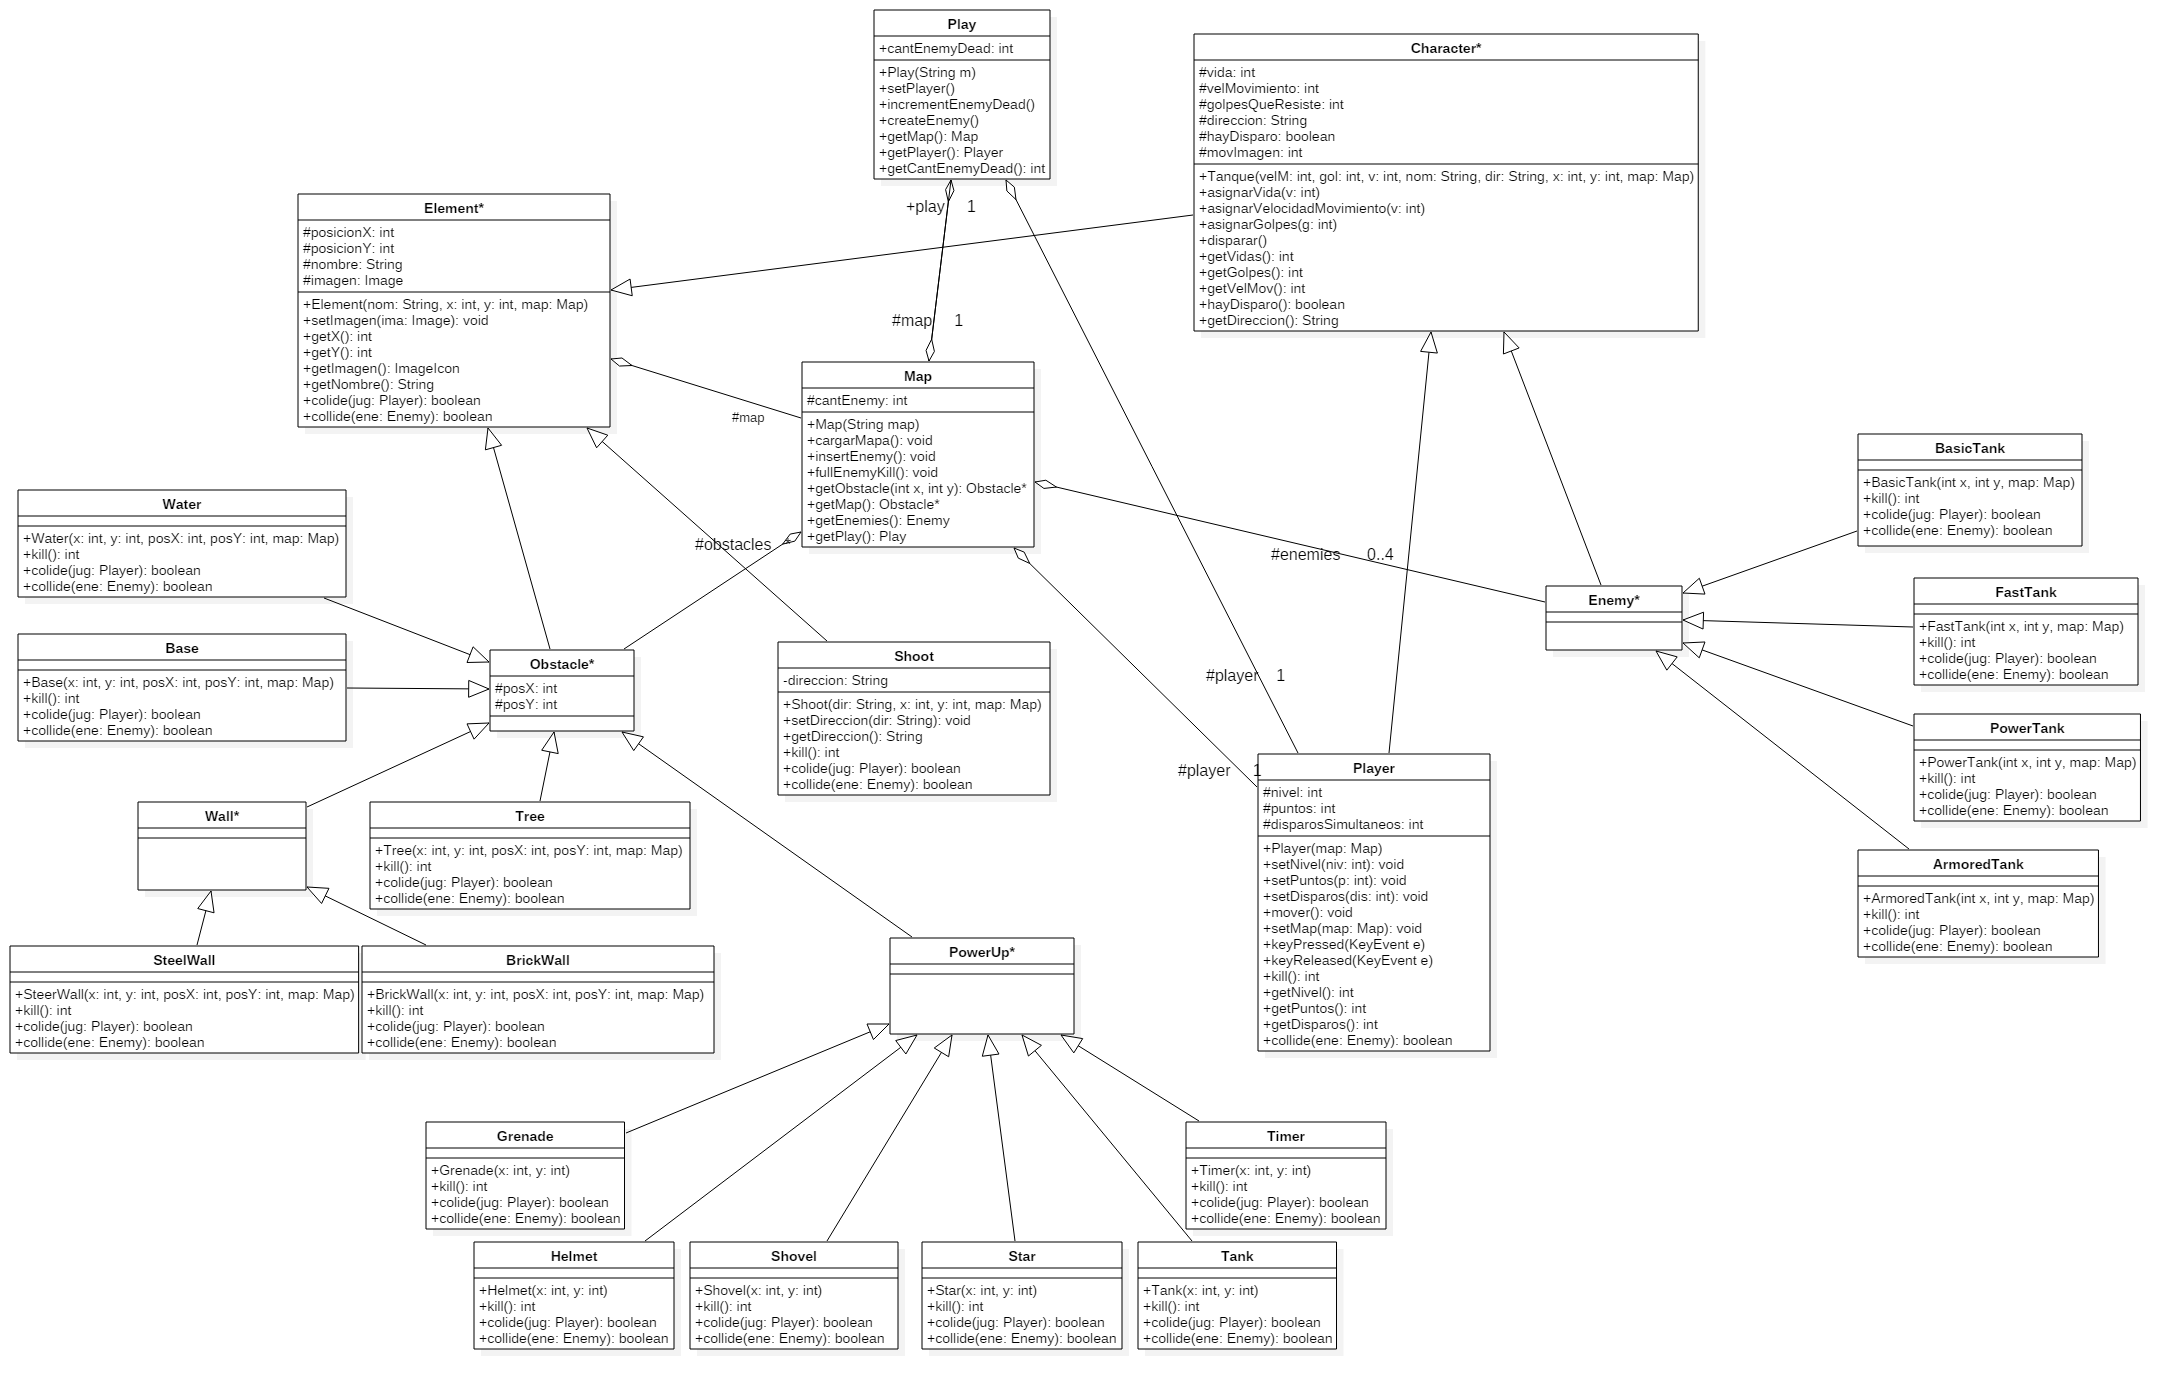 Play
+cantEnemyDead: int
+Play(String m)
+setPlayer()
+incrementEnemyDead()
+createEnemy()
+getMap(): Map
+getPlayer(): Player
+getCantEnemyDead(): int
Character*
#vida: int
#velMovimiento: int
#golpesQueResiste: int
#direccion: String
#hayDisparo: boolean
#movImagen: int
+Tanque(velM: int, gol: int, v: int, nom: String, dir: String, x: int, y: int, map: Map)
+asignarVida(v: int)
+asignarVelocidadMovimiento(v: int)
+asignarGolpes(g: int)
+disparar()
+getVidas(): int
+getGolpes(): int
+getVelMov(): int
+hayDisparo(): boolean
+getDireccion(): String
Element*
#posicionX: int
#posicionY: int
#nombre: String
#imagen: Image
+Element(nom: String, x: int, y: int, map: Map)
+setImagen(ima: Image): void
+getX(): int
+getY(): int
+getImagen(): ImageIcon
+getNombre(): String
+colide(jug: Player): boolean
+collide(ene: Enemy): boolean
+play 1
#map 1
#map
Map
#cantEnemy: int
+Map(String map)
+cargarMapa(): void
+insertEnemy(): void
+fullEnemyKill(): void
+getObstacle(int x, int y): Obstacle*
+getMap(): Obstacle*
+getEnemies(): Enemy
+getPlay(): Play
#obstacles *
#enemies 0..4
#player 1
#player 1
Water
+Water(x: int, y: int, posX: int, posY: int, map: Map)
+kill(): int
+colide(jug: Player): boolean
+collide(ene: Enemy): boolean
Base
+Base(x: int, y: int, posX: int, posY: int, map: Map)
+kill(): int
+colide(jug: Player): boolean
+collide(ene: Enemy): boolean
Obstacle*
#posX: int
#posY: int
Shoot
-direccion: String
+Shoot(dir: String, x: int, y: int, map: Map)
+setDireccion(dir: String): void
+getDireccion(): String
+kill(): int
+colide(jug: Player): boolean
+collide(ene: Enemy): boolean
Enemy*
BasicTank
+BasicTank(int x, int y, map: Map)
+kill(): int
+colide(jug: Player): boolean
+collide(ene: Enemy): boolean
FastTank
+FastTank(int x, int y, map: Map)
+kill(): int
+colide(jug: Player): boolean
+collide(ene: Enemy): boolean
PowerTank
+PowerTank(int x, int y, map: Map)
+kill(): int
+colide(jug: Player): boolean
+collide(ene: Enemy): boolean
ArmoredTank
+ArmoredTank(int x, int y, map: Map)
+kill(): int
+colide(jug: Player): boolean
+collide(ene: Enemy): boolean
Player
#nivel: int
#puntos: int
#disparosSimultaneos: int
+Player(map: Map)
+setNivel(niv: int): void
+setPuntos(p: int): void
+setDisparos(dis: int): void
+mover(): void
+setMap(map: Map): void
+keyPressed(KeyEvent e)
+keyReleased(KeyEvent e)
+kill(): int
+getNivel(): int
+getPuntos(): int
+getDisparos(): int
+collide(ene: Enemy): boolean
Wall*
Tree
+Tree(x: int, y: int, posX: int, posY: int, map: Map)
+kill(): int
+colide(jug: Player): boolean
+collide(ene: Enemy): boolean
SteelWall
+SteerWall(x: int, y: int, posX: int, posY: int, map: Map)
+kill(): int
+colide(jug: Player): boolean
+collide(ene: Enemy): boolean
BrickWall
+BrickWall(x: int, y: int, posX: int, posY: int, map: Map)
+kill(): int
+colide(jug: Player): boolean
+collide(ene: Enemy): boolean
PowerUp*
Grenade
+Grenade(x: int, y: int)
+kill(): int
+colide(jug: Player): boolean
+collide(ene: Enemy): boolean
Timer
+Timer(x: int, y: int)
+kill(): int
+colide(jug: Player): boolean
+collide(ene: Enemy): boolean
Helmet
+Helmet(x: int, y: int)
+kill(): int
+colide(jug: Player): boolean
+collide(ene: Enemy): boolean
Shovel
+Shovel(x: int, y: int)
+kill(): int
+colide(jug: Player): boolean
+collide(ene: Enemy): boolean
Star
+Star(x: int, y: int)
+kill(): int
+colide(jug: Player): boolean
+collide(ene: Enemy): boolean
Tank
+Tank(x: int, y: int)
+kill(): int
+colide(jug: Player): boolean
+collide(ene: Enemy): boolean